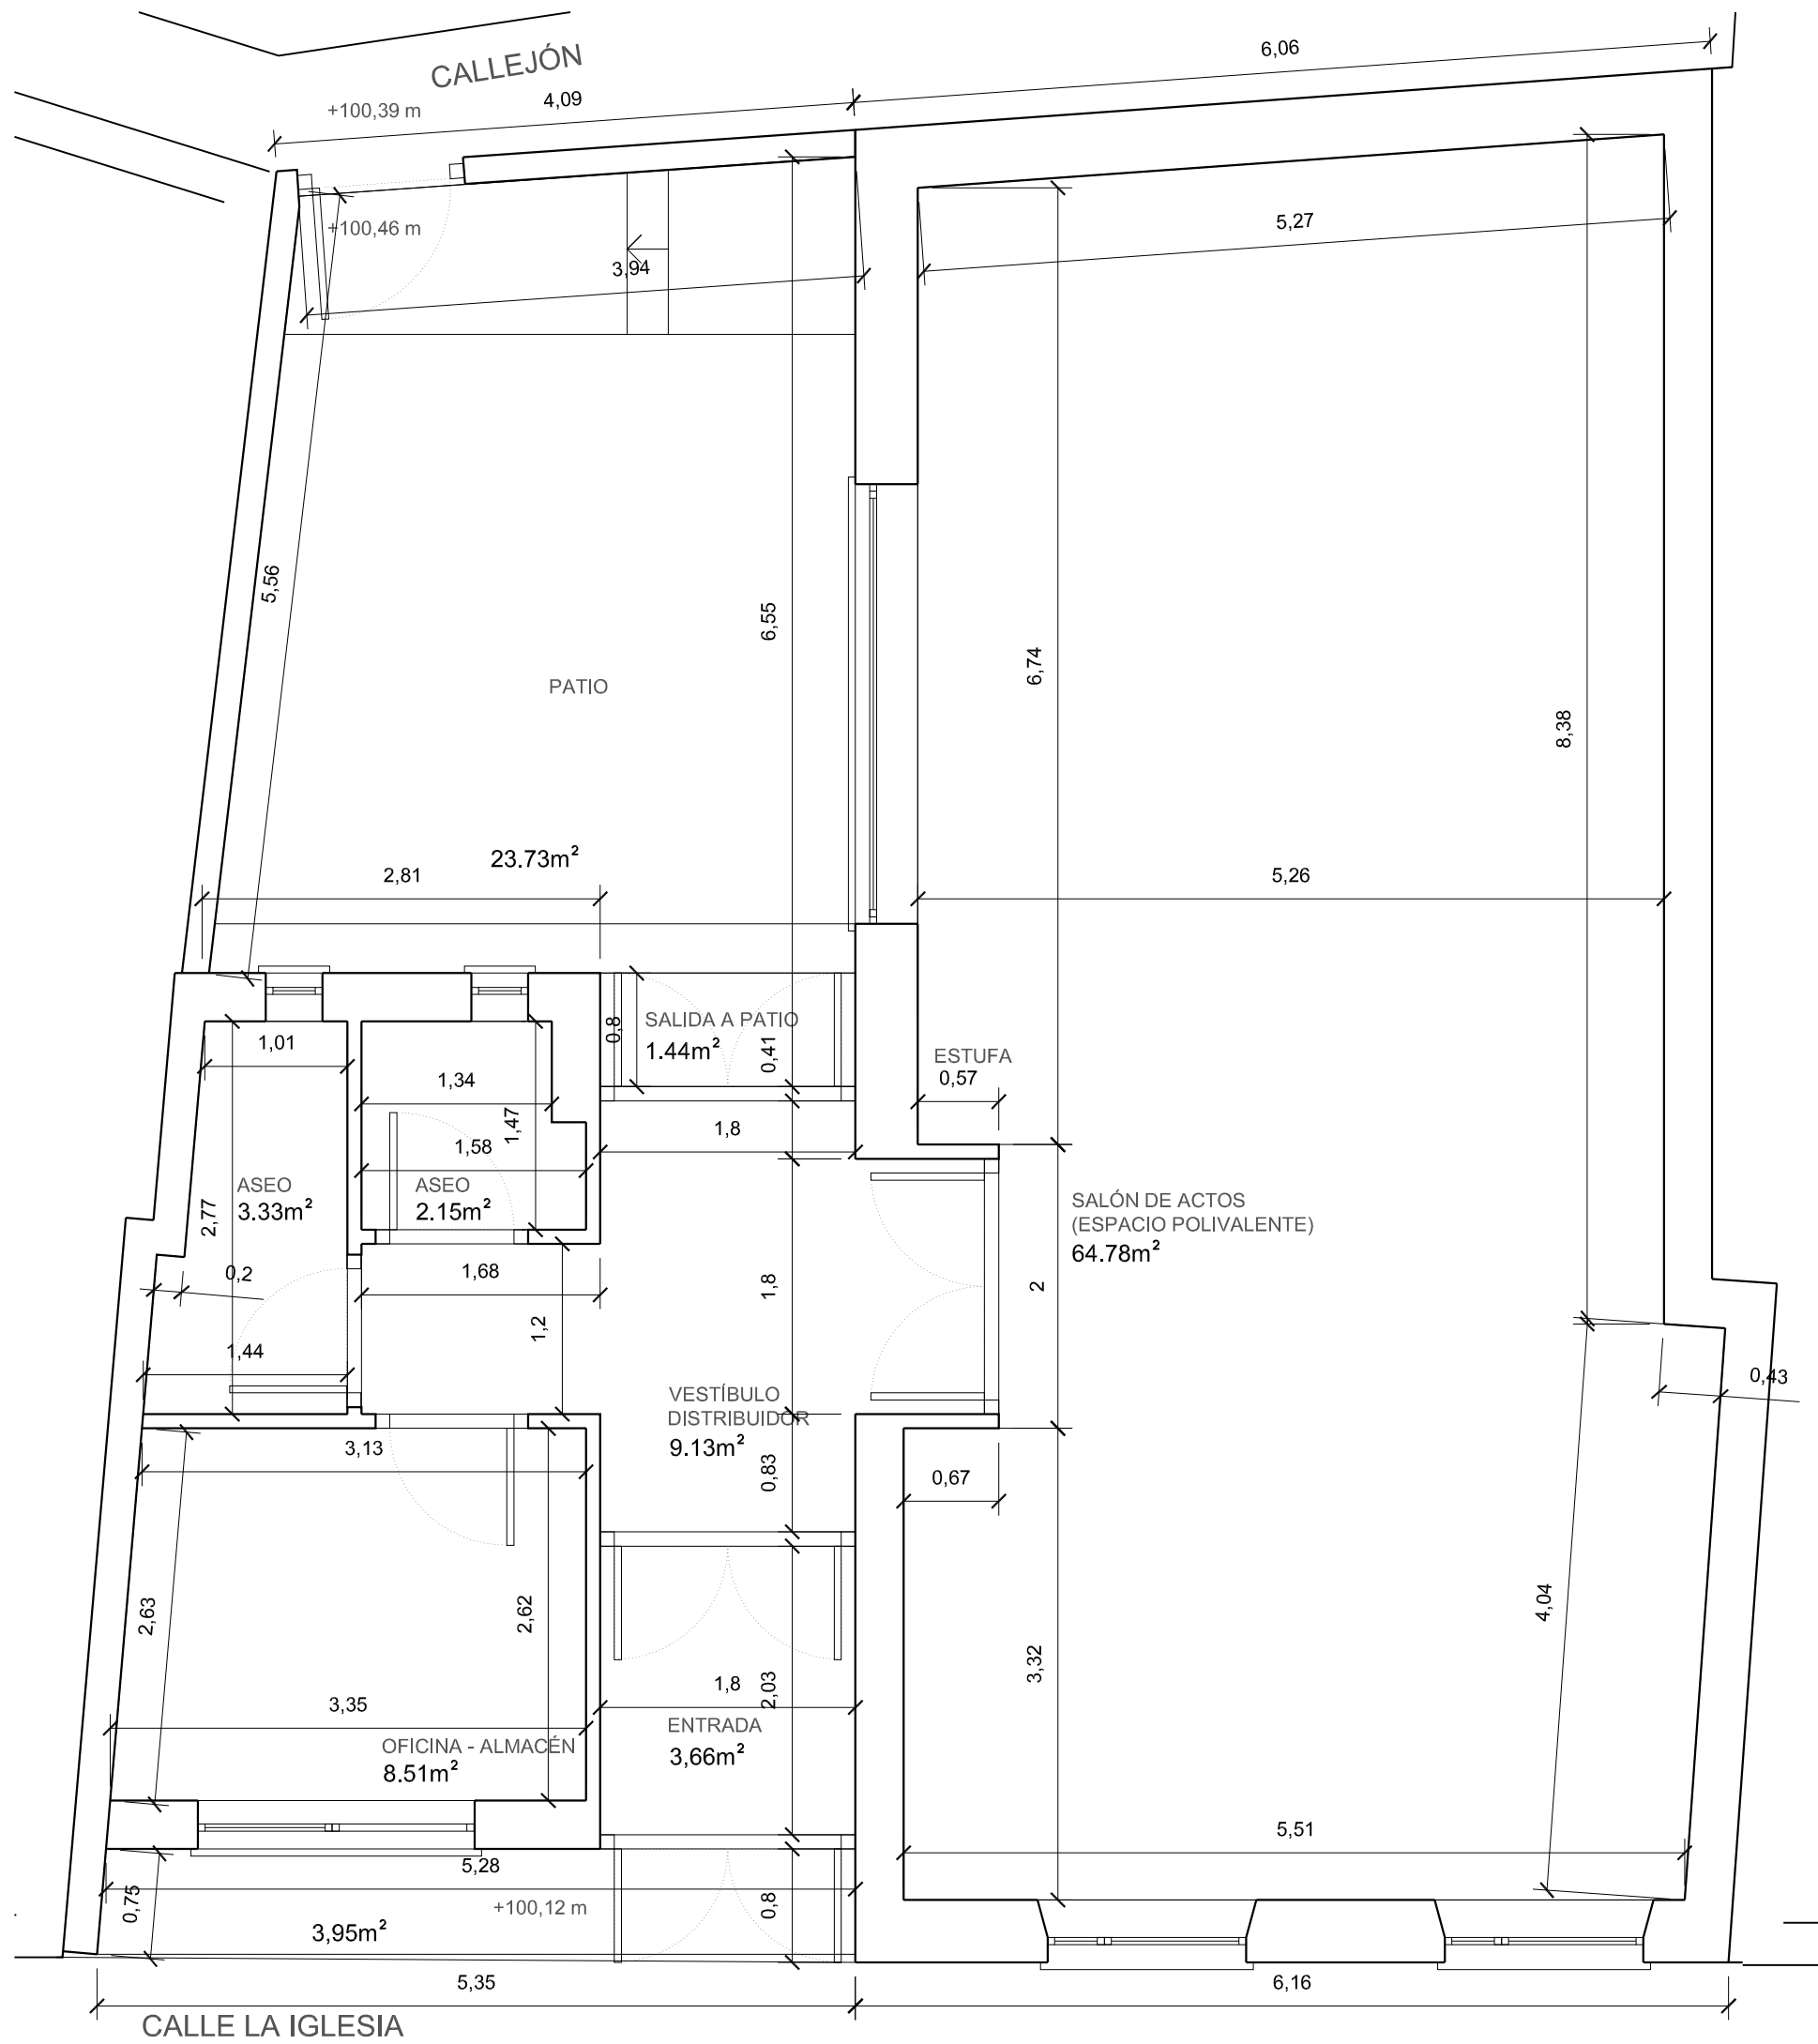 6,06
CALLEJÓN
4,09
+100,39 m
+100,46 m
5,27
3,94
5,56
6,55
6,74
PATIO
8,38
23.73m²
2,81
5,26
SALIDA A PATIO
0,8
1.44m²
0,41
1,01
ESTUFA
0,57
1,34
1,47
1,58
1,8
ASEO
3.33m²
2,77
ASEO
2.15m²
SALÓN DE ACTOS
(ESPACIO POLIVALENTE)
64.78m²
0,2
1,68
1,8
2
1,2
1,44
0,43
VESTÍBULO
DISTRIBUIDOR
9.13m²
3,13
0,83
0,67
2,63
2,62
4,04
3,32
1,8
2,03
3,35
ENTRADA
3,66m²
OFICINA - ALMACÉN
8.51m²
5,51
5,28
0,75
+100,12 m
0,8
3,95m²
5,35
6,16
CALLE LA IGLESIA